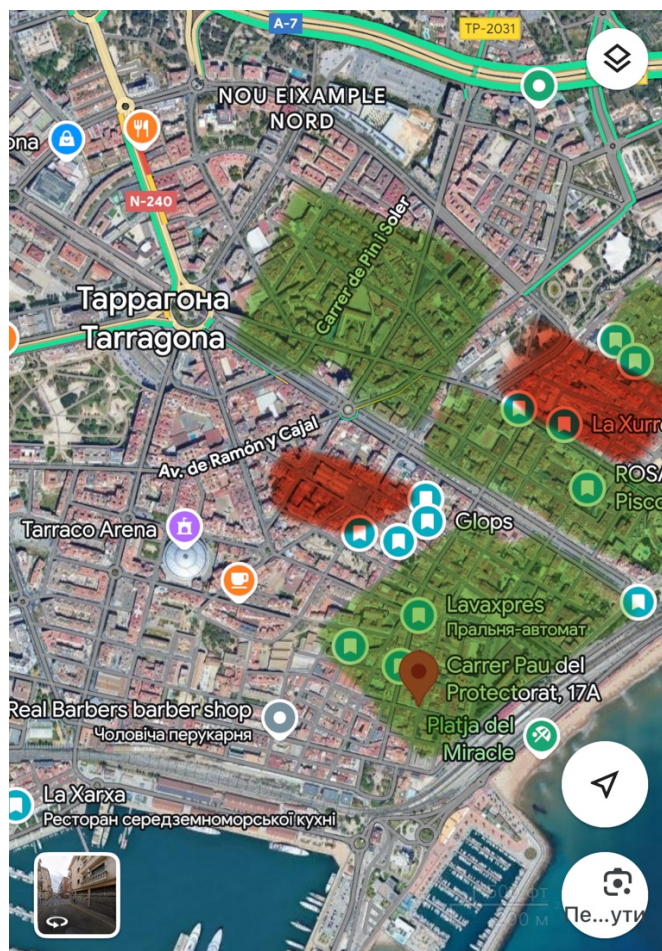 A-7
TP-2031
NOU EIXAMPLE
NORD
ona
N-240
Carrer de Pin i Soler
Таррагона
Tarragona
La Xurr
Av. de Ramón y Cajal
ROSA
Pisc
Glops
Tarraco Arena
Lavaxpres
Пральня-автомат
Carrer Pau del
Protectorat, 17A
Real Barbers barber shop
Чоловіча перукарня
Platja del
Miracle
La Xarxa
Ресторан середземноморської кухні
Пе...ути